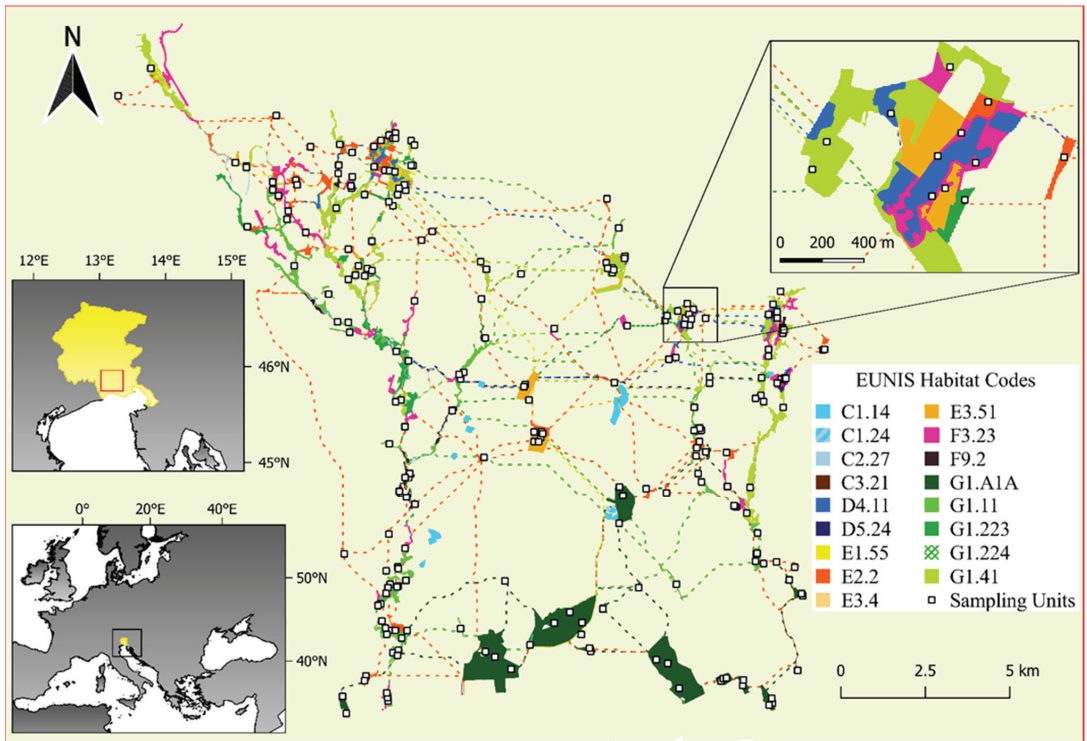 N
0 200 400 m
12°E 13°E 14°E 15°E
46°N
45°N
0° 20°E 40°E
50°N
40°N
EUNIS Habitat Codes
C1.14
C1.24
C2.27
C3.21
D4.11
D5.24
E1.55
E2.2
E3.4
E3.51
F3.23
F9.2
G1.A1A
G1.11
G1.223
G1.224
G1.41
Sampling Units
0 2.5 5 km